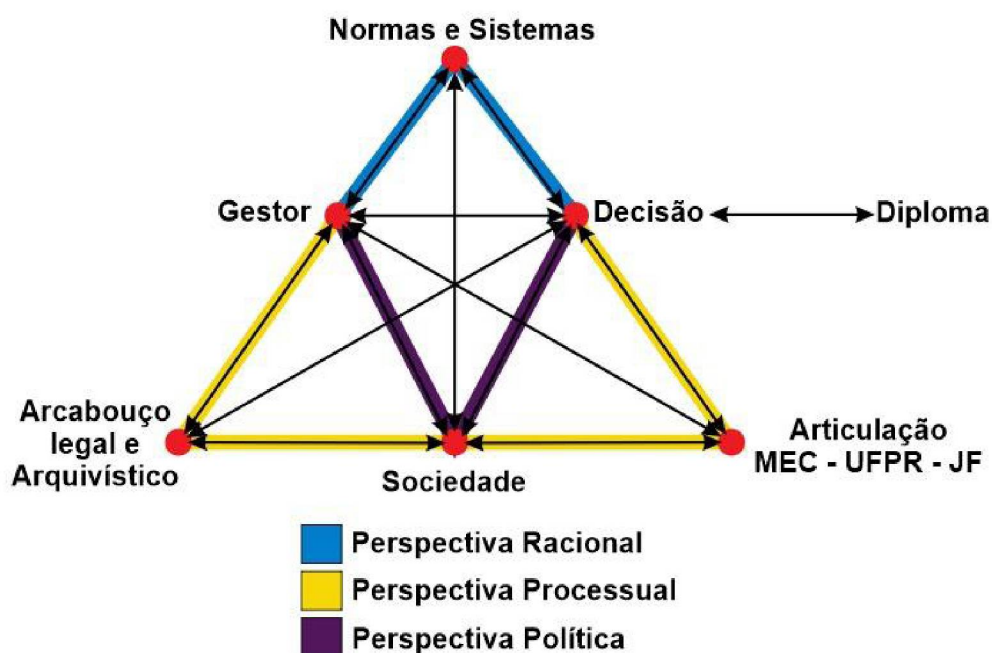 Normas e Sistemas
Gestor
Decisão
Diploma
Arcabouço
legal e
Arquivístico
Sociedade
Articulação
MEC - UFPR - JF
Perspectiva Racional
Perspectiva Processual
Perspectiva Política